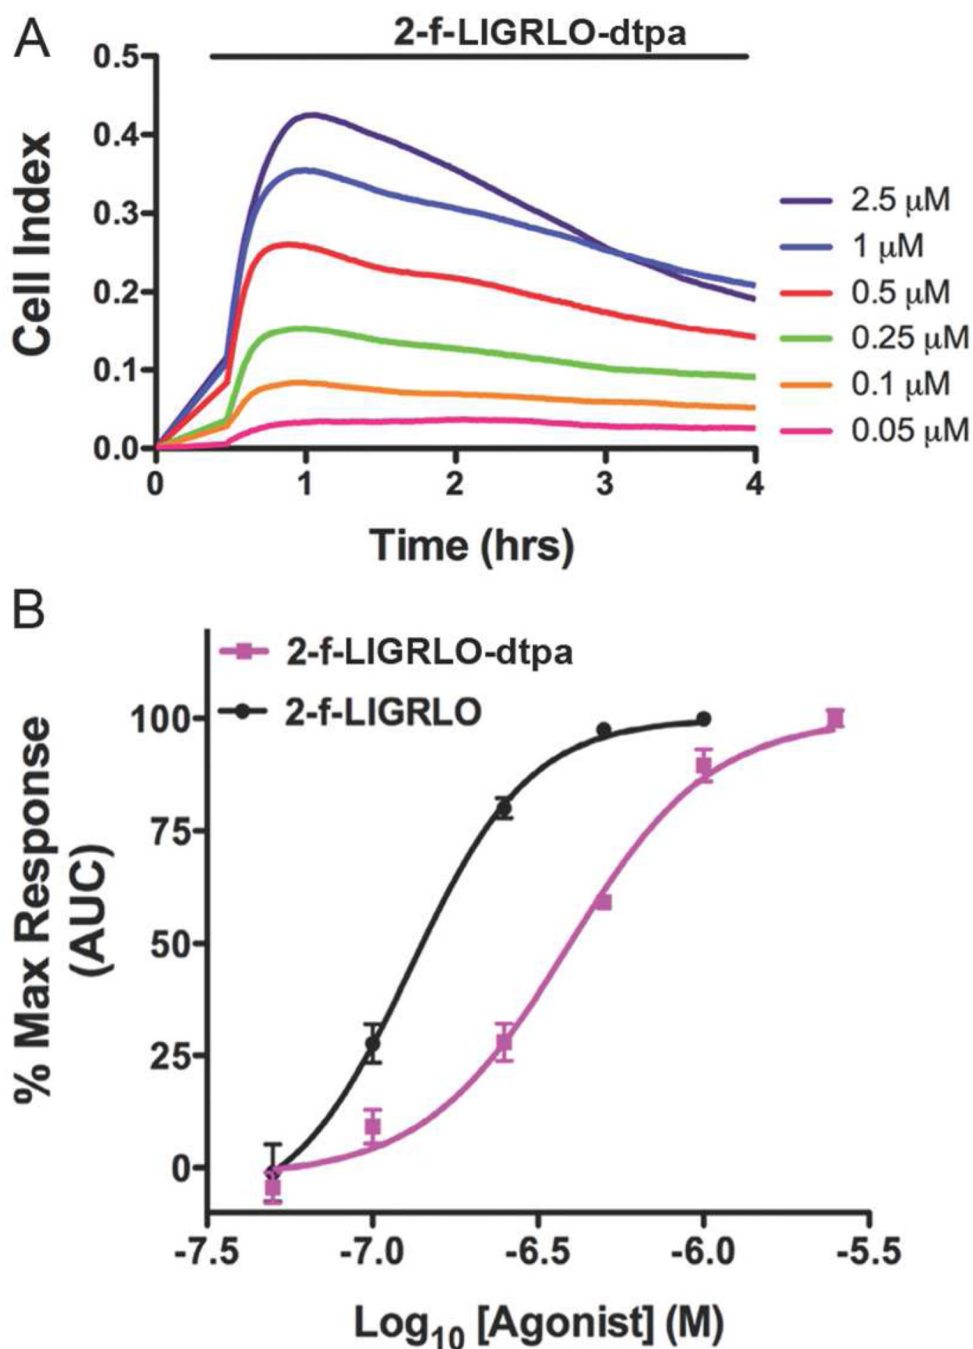 A
2-f-LIGRLO-dtpa
0.5
0.4
0.3
0.2
0.1
0.0
Cell Index
0 1 2 3 4
Time (hrs)
2.5 μM
1 μM
0.5 μM
0.25 μM
0.1 μM
0.05 μM
B
2-f-LIGRLO-dtpa
2-f-LIGRLO
100
75
50
25
0
% Max Response
(AUC)
-7.5 -7.0 -6.5 -6.0 -5.5
Log10 [Agonist] (M)